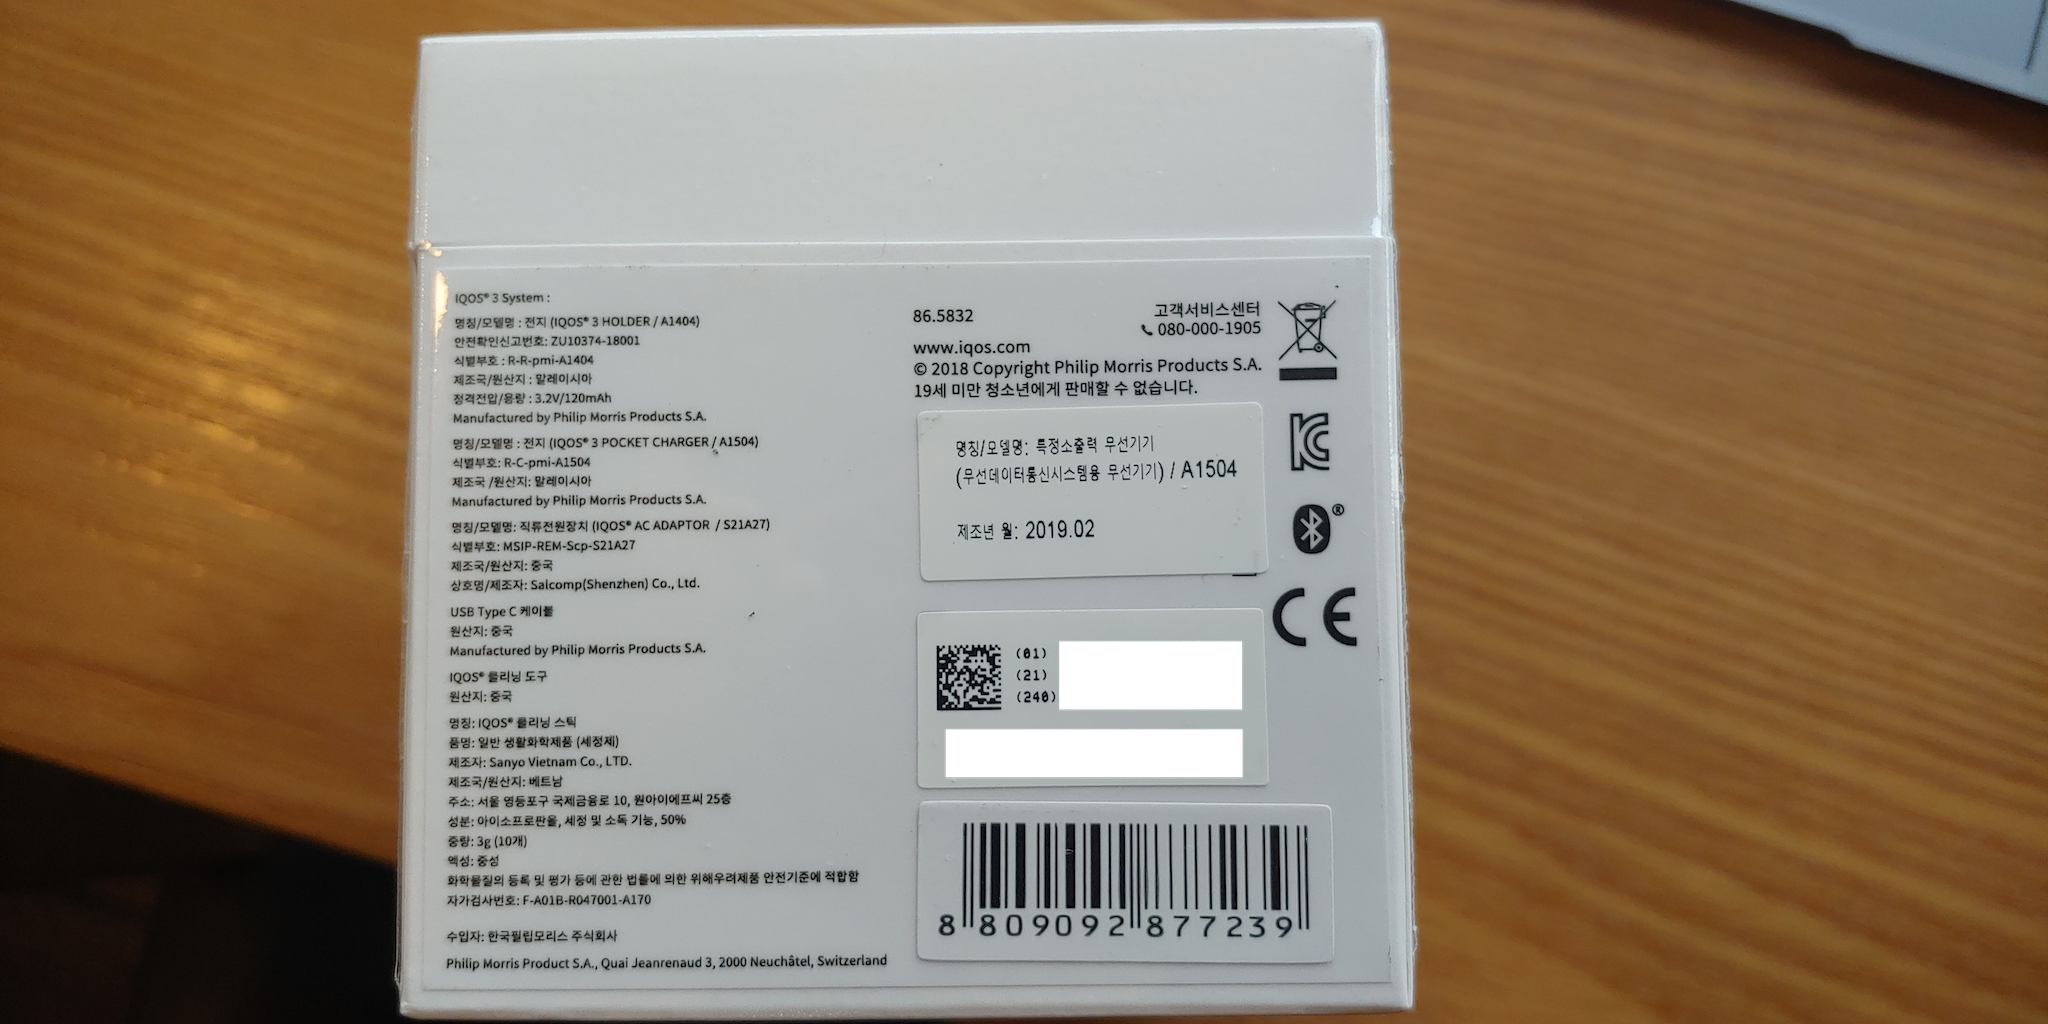 IQOS® 3 System :
명칭/모델명 : 전지 (IQOS® 3 HOLDER / A1404)
안전확인신고번호: ZU10374-18001
식별부호 : R-R-pmi-A1404
제조국/원산지 : 말레이시아
정격전압/용량 : 3.2V/120mAh
Manufactured by Philip Morris Products S.A.
명칭/모델명 : 전지 (IQOS® 3 POCKET CHARGER / A1504)
식별부호: R-C-pmi-A1504
제조국 /원산지: 말레이시아
Manufactured by Philip Morris Products S.A.
명칭/모델명: 직류전원장치 (IQOS® AC ADAPTOR / S21A27)
식별부호: MSIP-REM-Scp-S21A27
제조국/원산지: 중국
상호명/제조자: Salcomp(Shenzhen) Co., Ltd.
USB Type C 케이블
원산지: 중국
Manufactured by Philip Morris Products S.A.
IQOS® 클리닝 도구
원산지: 중국
명칭: IQOS® 클리닝 스틱
품명: 일반 생활화학제품 (세정제)
제조자: Sanyo Vietnam Co., LTD.
제조국/원산지: 베트남
주소: 서울 영등포구 국제금융로 10, 원아이에프씨 25층
성분: 아이소프로판올, 세정 및 소독 기능, 50%
중량: 3g (10개)
액성: 중성
화학물질의 등록 및 평가 등에 관한 법률에 의한 위해우려제품 안전기준에 적합함
자가검사번호: F-A01B-R047001-A170
수입자: 한국필립모리스 주식회사
Philip Morris Product S.A., Quai Jeanrenaud 3, 2000 Neuchâtel, Switzerland
86.5832
고객서비스센터
080-000-1905
www.iqos.com
© 2018 Copyright Philip Morris Products S.A.
19세 미만 청소년에게 판매할 수 없습니다.
명칭/모델명: 특정소출력 무선기기
(무선데이터통신시스템용 무선기기) / A1504
제조년 월: 2019.02
(01)
(21)
(240)
8 809092 877239